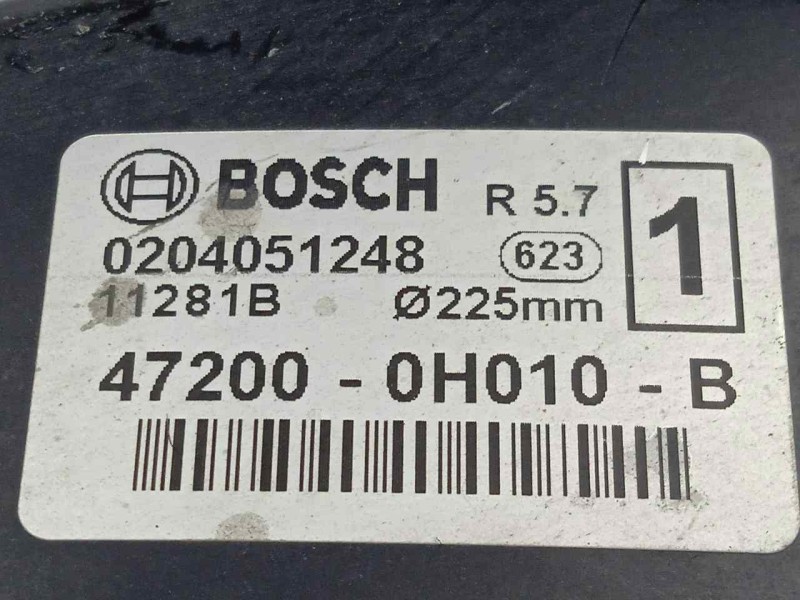 BOSCH R 5.7
1
0204051248 623
11281B Ø225mm
47200 - 0H010 - B